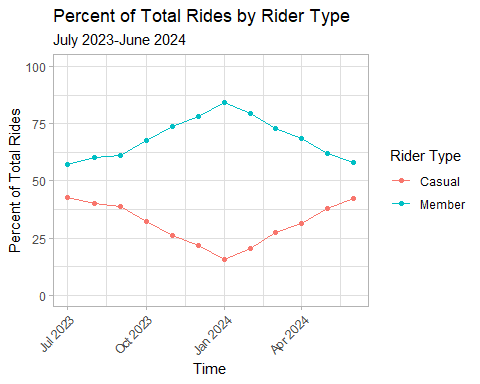 Percent of Total Rides by Rider Type
July 2023-June 2024
100
75
50
25
0
Percent of Total Rides
Jul 2023
Oct 2023
Jan 2024
Apr 2024
Time
Rider Type
Casual
Member